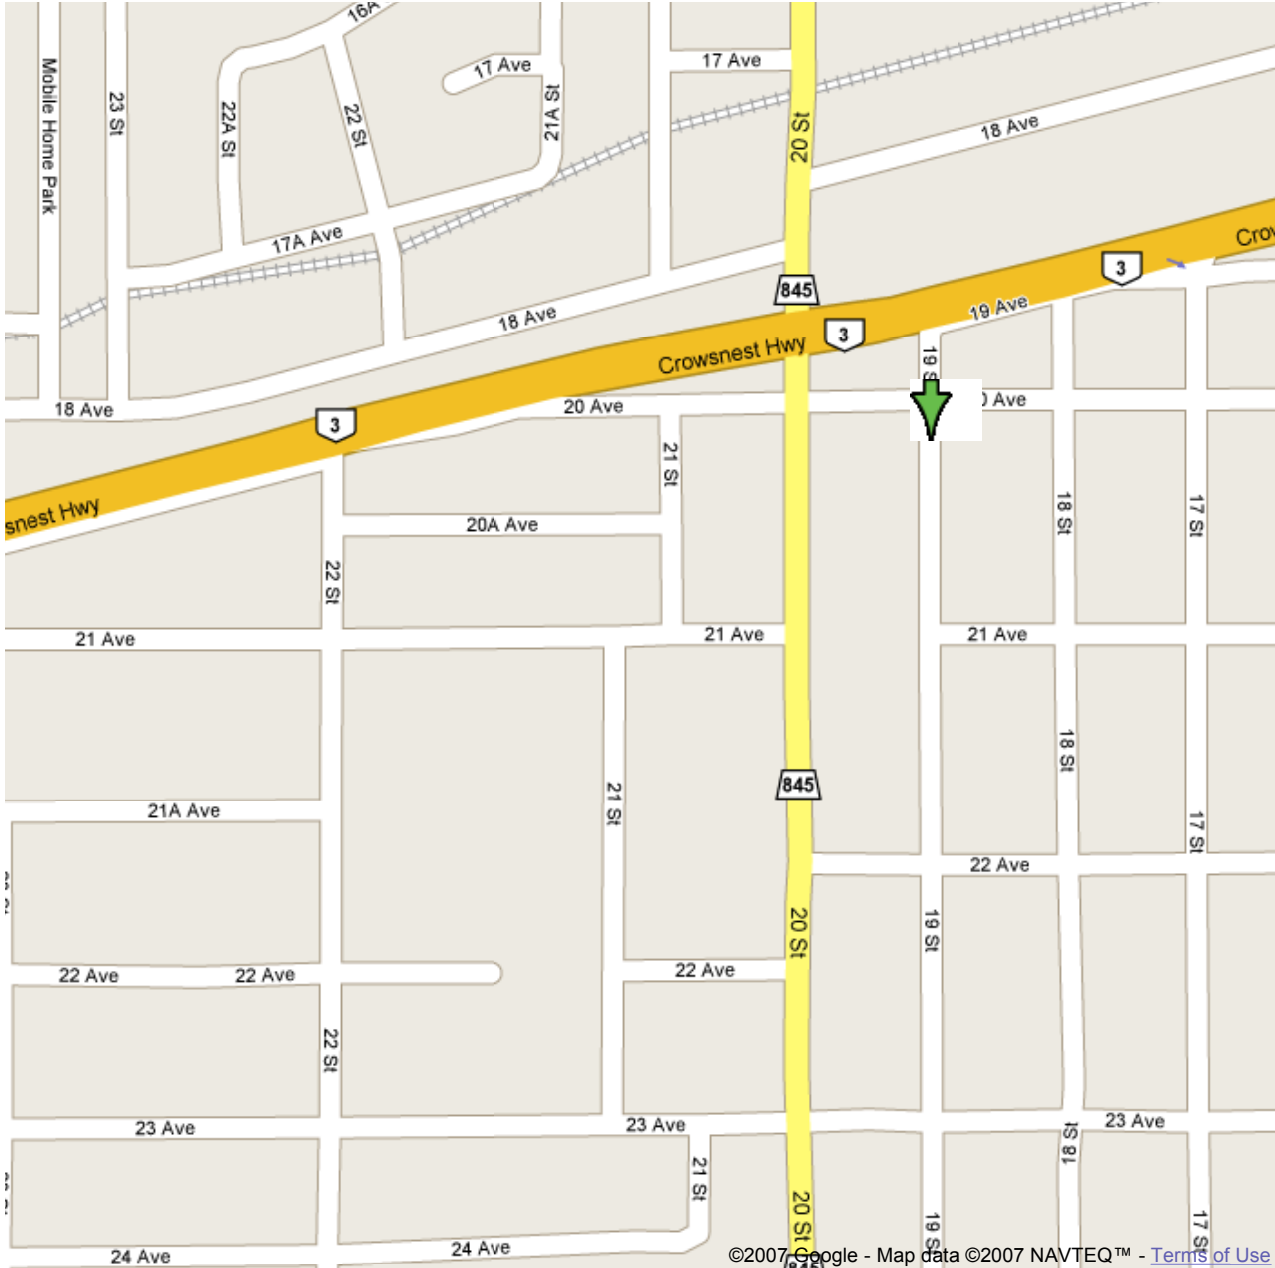 16A
17 Ave
17 Ave
Mobile Home Park
23 St
22A St
22 St
21A St
20 St
18 Ave
17A Ave
Crow
3
845
19 Ave
18 Ave
3
Crowsnest Hwy
19 S
18 Ave
20 Ave
0 Ave
3
21 St
snest Hwy
20A Ave
18 St
17 St
22 St
21 Ave
21 Ave
21 Ave
18 St
845
21 St
21A Ave
17 St
22 Ave
20 St
19 St
22 Ave
22 Ave
22 Ave
22 St
23 Ave
23 Ave
23 Ave
18 St
21 St
20 St
19 St
17 St
24 Ave
24 Ave
©2007 Google - Map data ©2007 NAVTEQ™ - Terms of Use